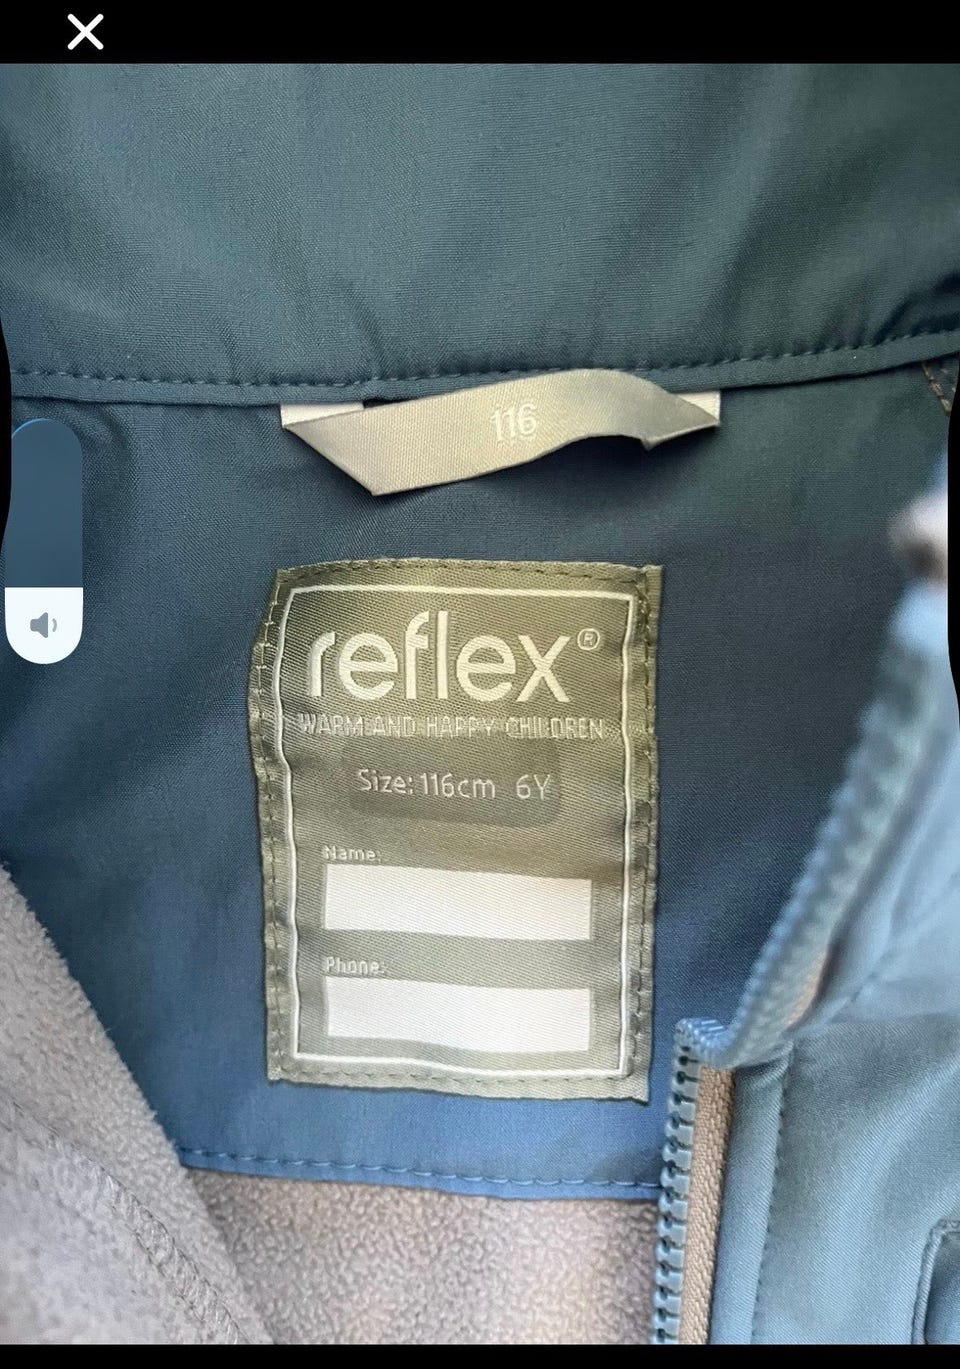 116
reflex®
WARM AND HAPPY CHILDREN
Size: 116cm 6Y
Name:
Phone: